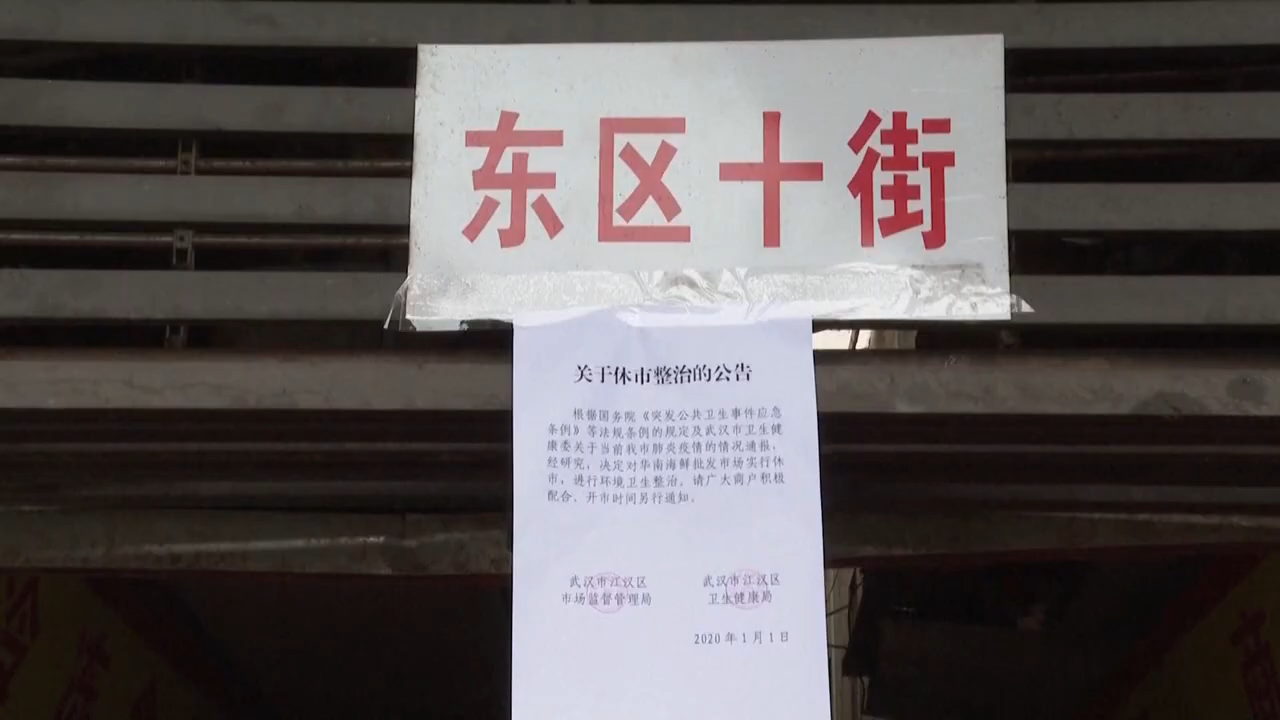 东区十街
关于休市整治的公告
根据国务院《突发公共卫生事件应急
条例》等法规条例的规定及武汉市卫生健
康委关于当前我市肺炎疫情的情况通报，
经研究，决定对华南海鲜批发市场实行休
市，进行环境卫生整治。请广大商户积极
配合、开市时间另行通知。
武汉市江汉区 武汉市江汉区
市场监督管理局 卫生健康局
2020年1月1日